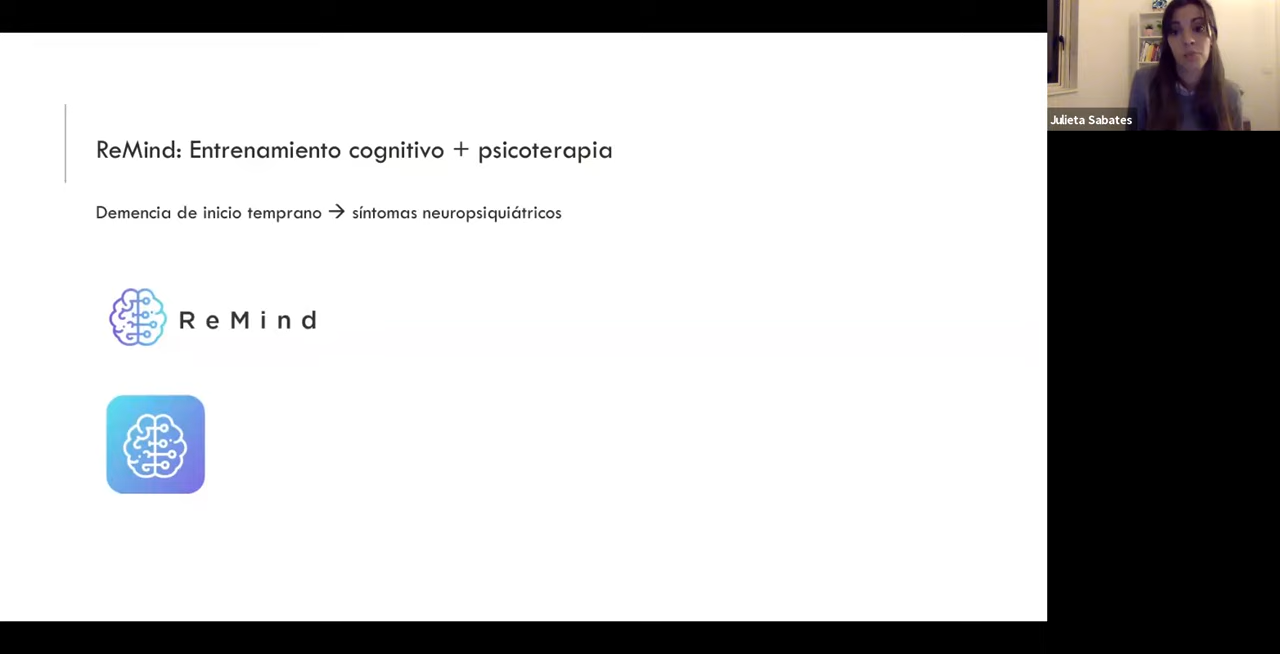 ReMind: Entrenamiento cognitivo + psicoterapia
Demencia de inicio temprano → síntomas neuropsiquiátricos
ReMind
Julieta Sabates